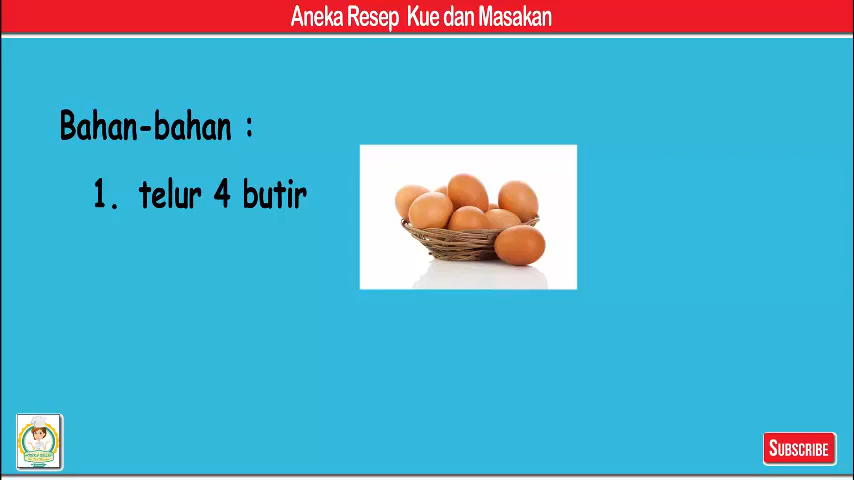 Aneka Resep Kue dan Masakan
Bahan-bahan :
1. telur 4 butir
SUBSCRIBE